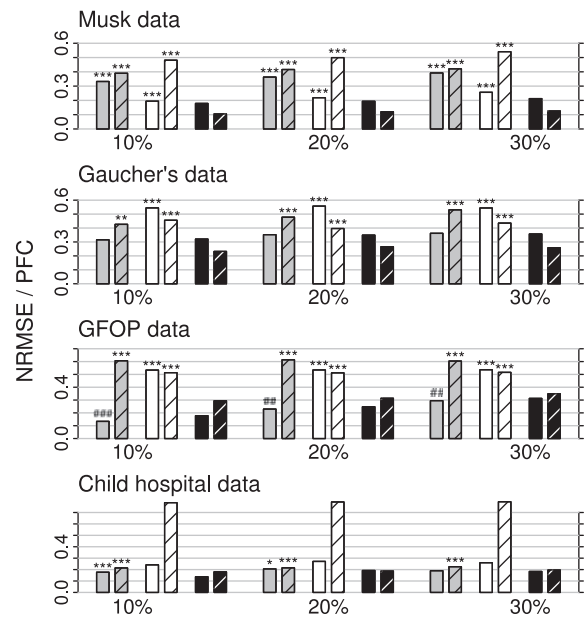 Musk data
0.6
0.3
0.0
*** *** *** *** *** *** *** *** *** *** *** ***
10% 20% 30%
Gaucher's data
0.6
0.3
0.0
** *** *** *** *** *** *** *** ***
10% 20% 30%
NRMSE / PFC
GFOP data
0.4
0.0
### *** *** *** ## *** *** *** ## *** *** ***
10% 20% 30%
Child hospital data
0.4
0.0
*** *** * *** ***
10% 20% 30%